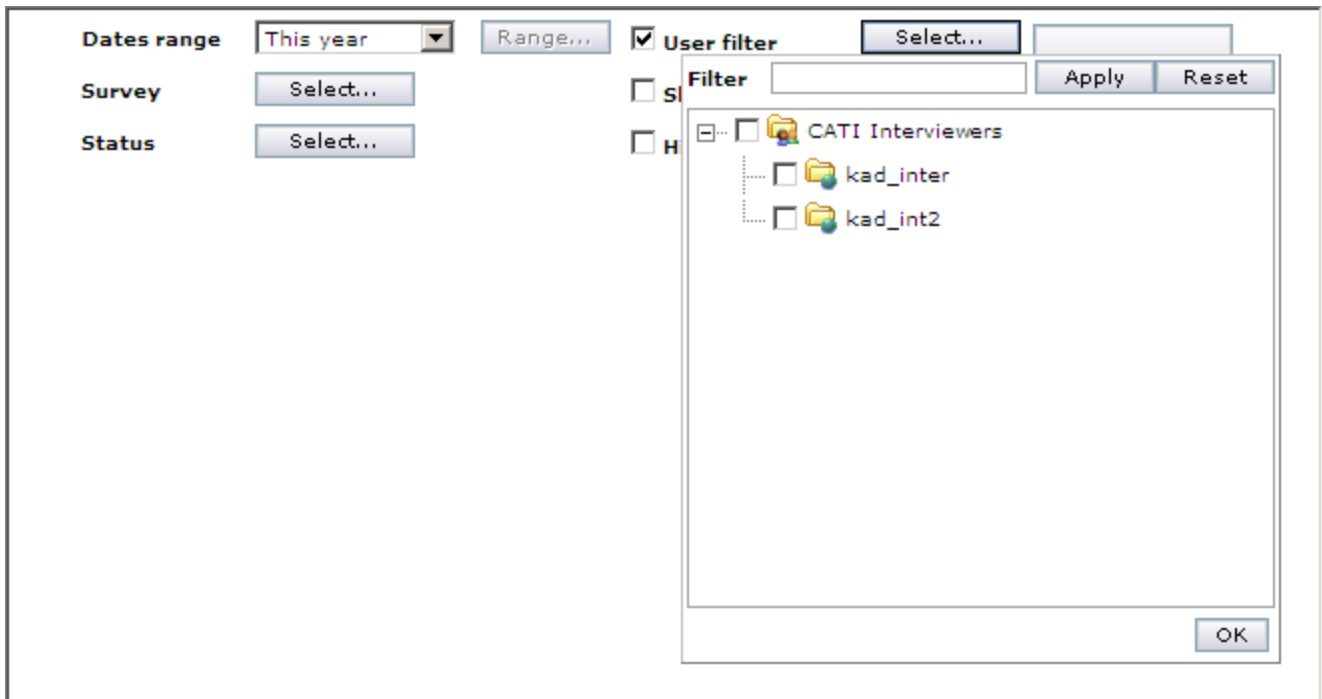 Dates range This year Range... User filter Select...
Survey Select...
Status Select...
Filter Apply Reset
CATI Interviewers
kad_inter
kad_int2
OK